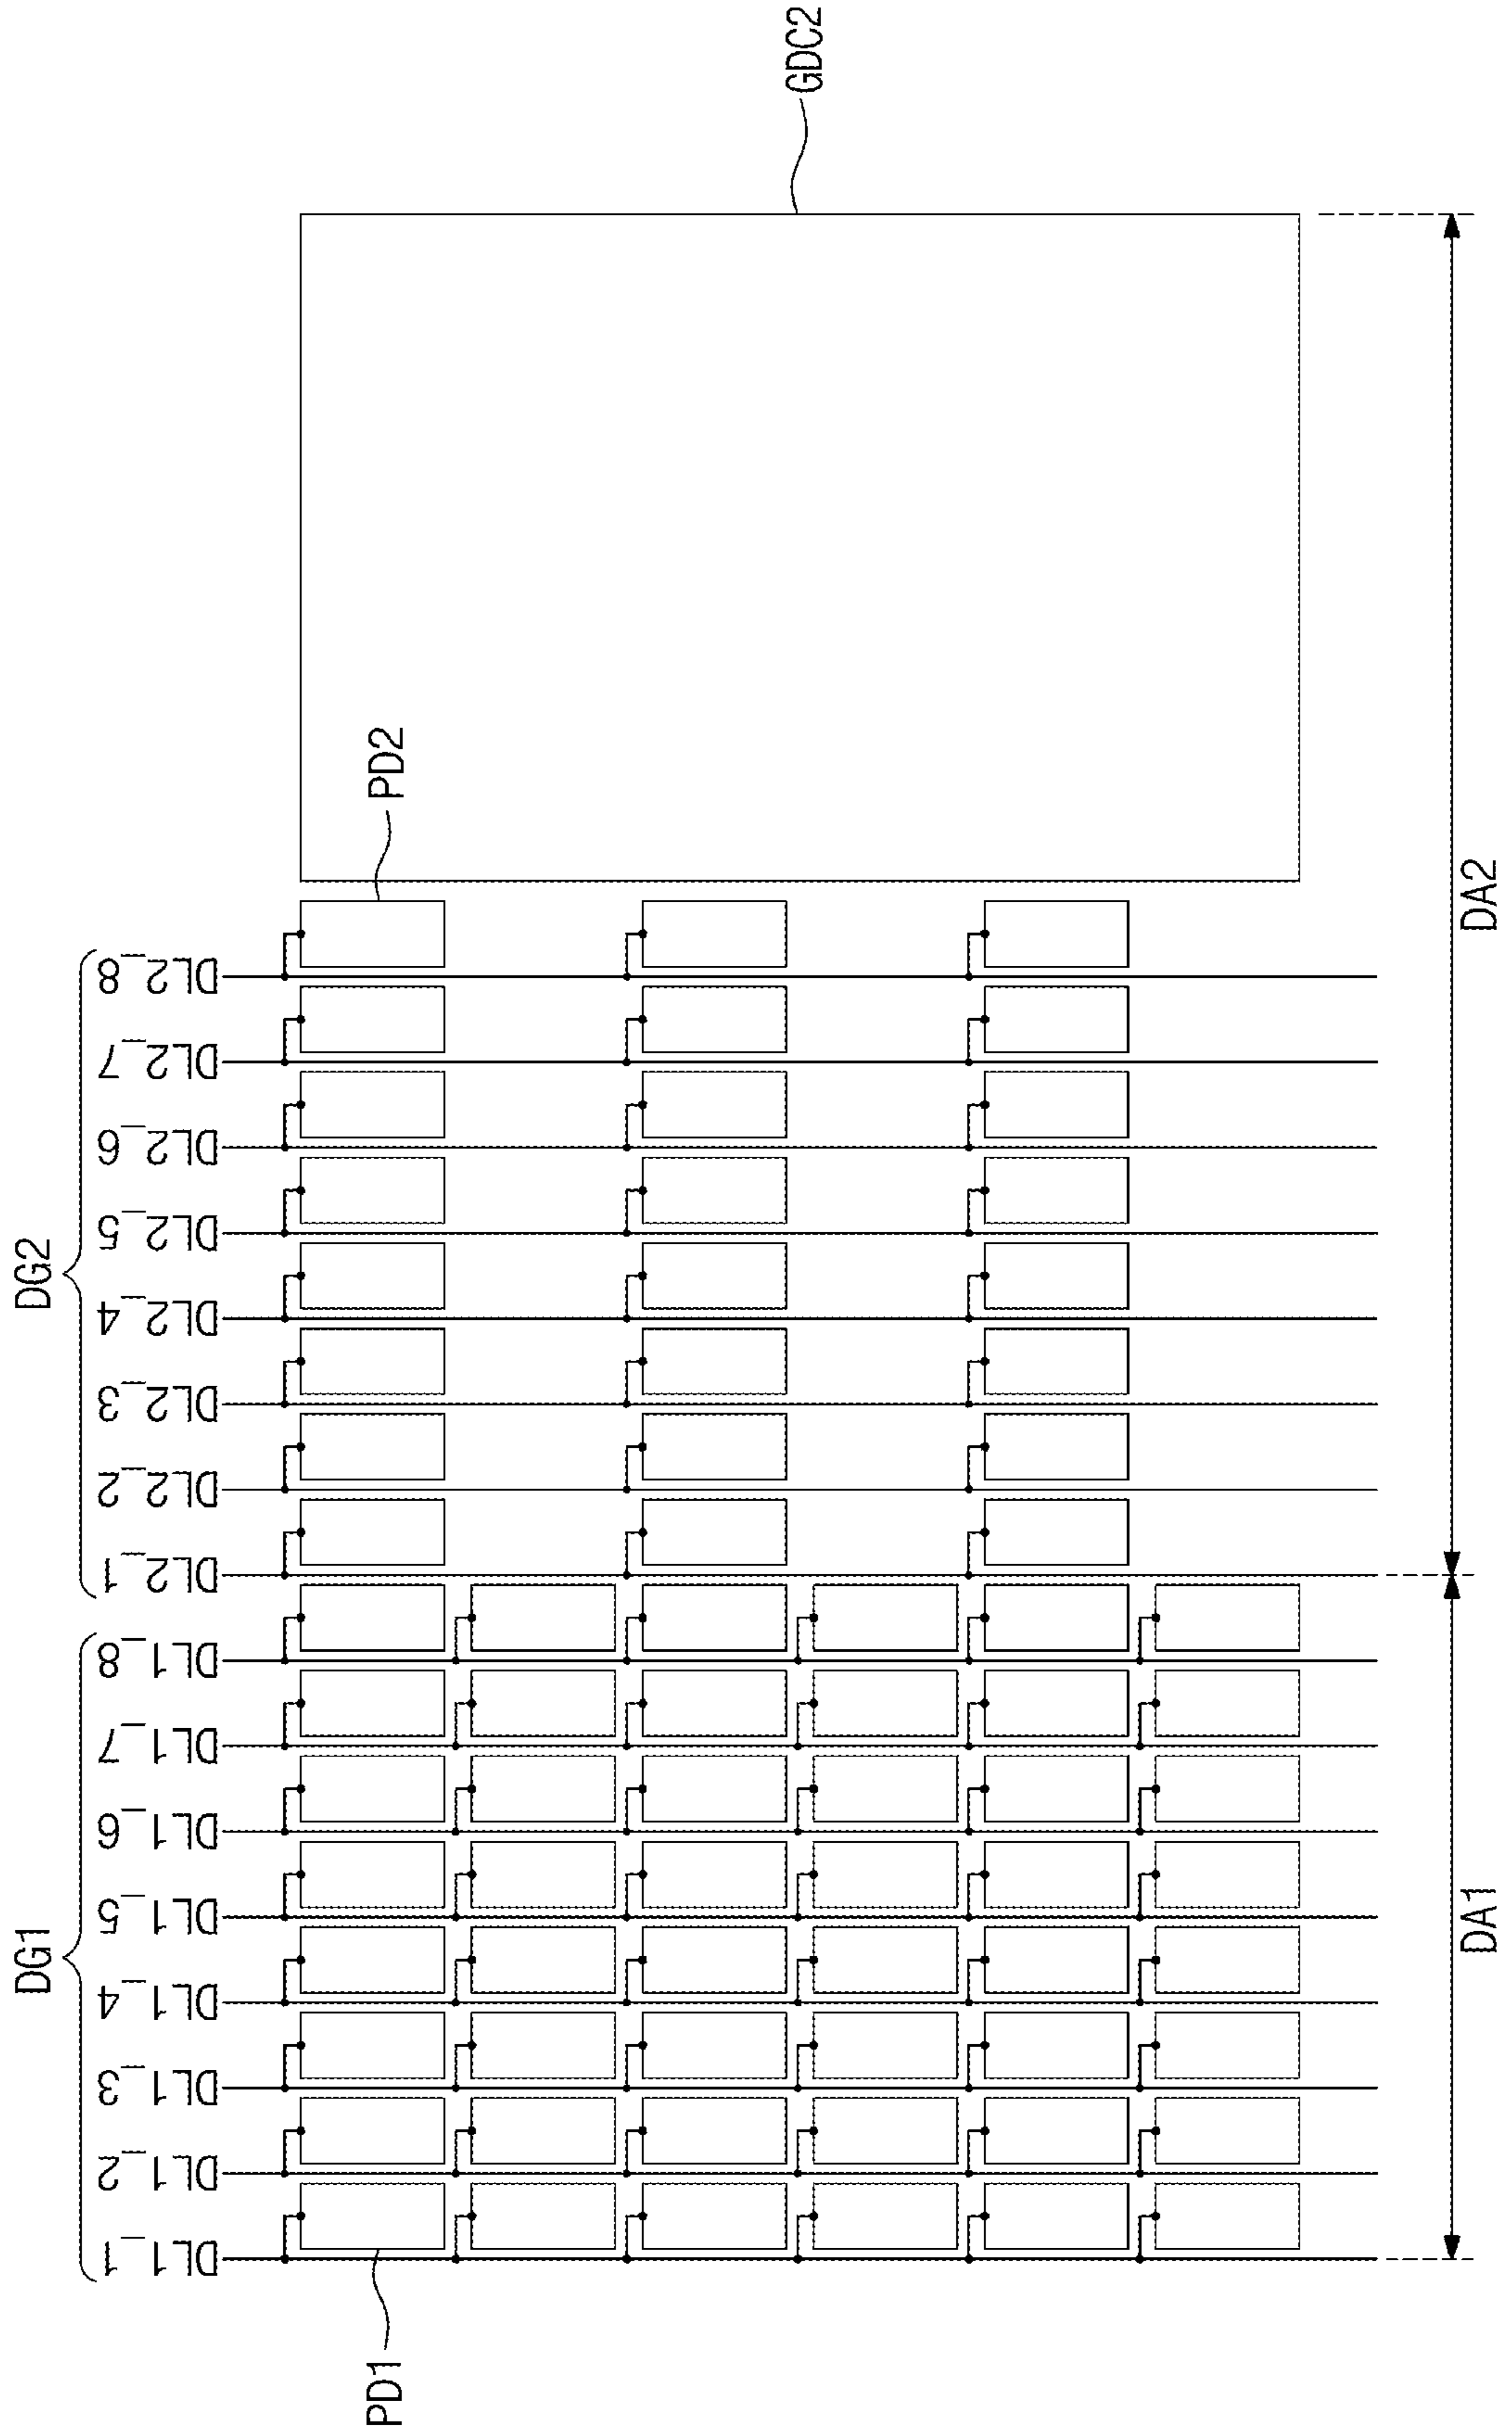 DG1
DG2
DL1_1
DL1_2
DL1_3
DL1_4
DL1_5
DL1_6
DL1_7
DL1_8
DL2_1
DL2_2
DL2_3
DL2_4
DL2_5
DL2_6
DL2_7
DL2_8
PD1
PD2
GDC2
DA1
DA2